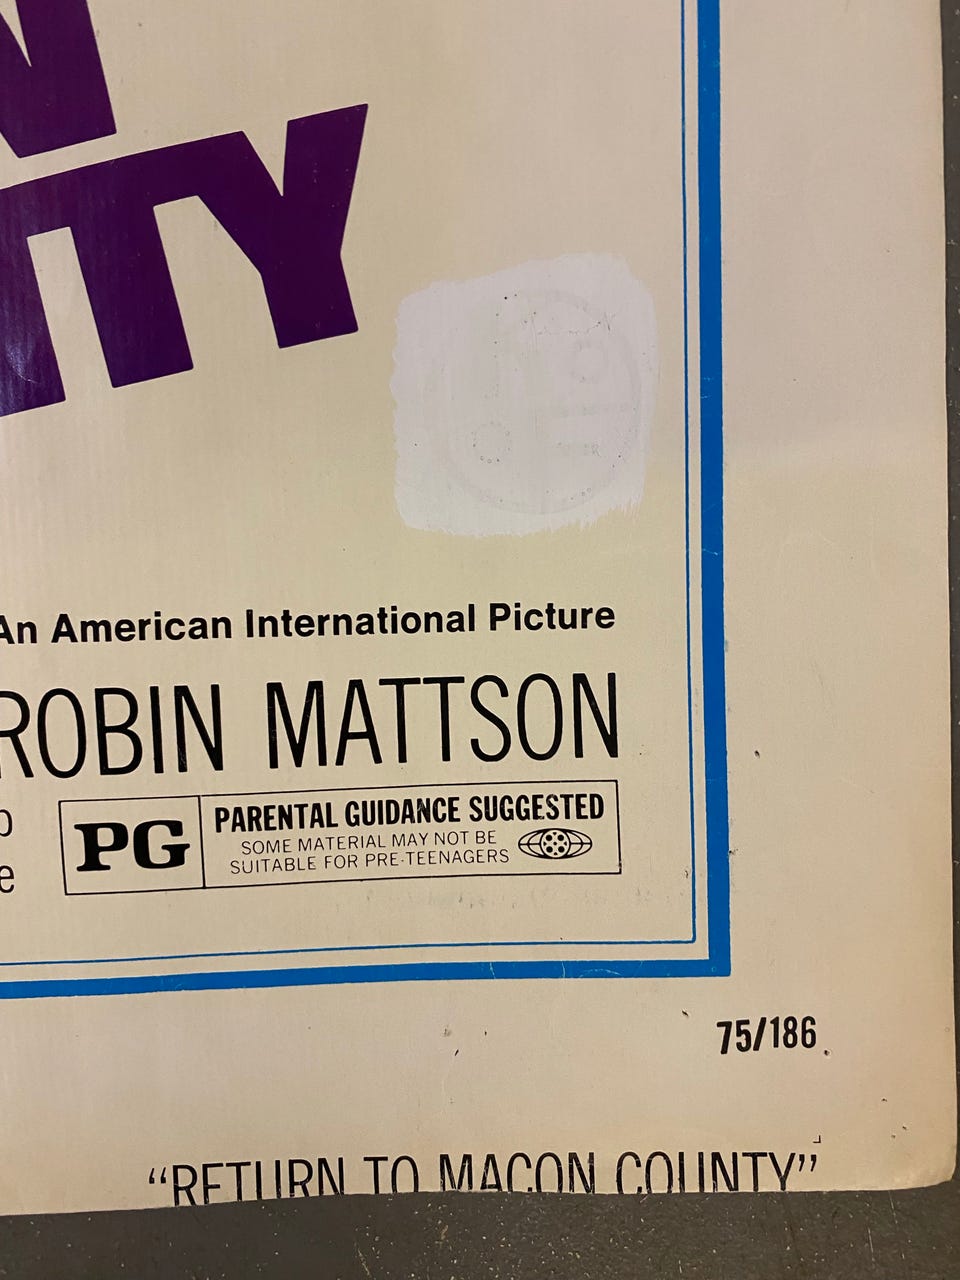 N
TY
An American International Picture
ROBIN MATTSON
PG
PARENTAL GUIDANCE SUGGESTED
SOME MATERIAL MAY NOT BE
SUITABLE FOR PRE-TEENAGERS
75/186
“RETURN TO MACON COUNTY”